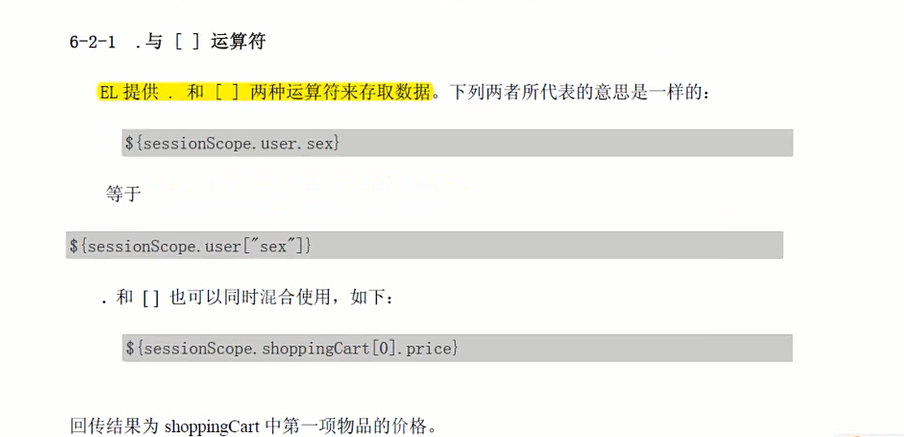 6-2-1 .与 [ ] 运算符
EL 提供 . 和 [ ] 两种运算符来存取数据。下列两者所代表的意思是一样的：
${sessionScope.user.sex}
等于
${sessionScope.user["sex"]}
. 和 [] 也可以同时混合使用，如下：
${sessionScope.shoppingCart[0].price}
回传结果为 shoppingCart 中第一项物品的价格。